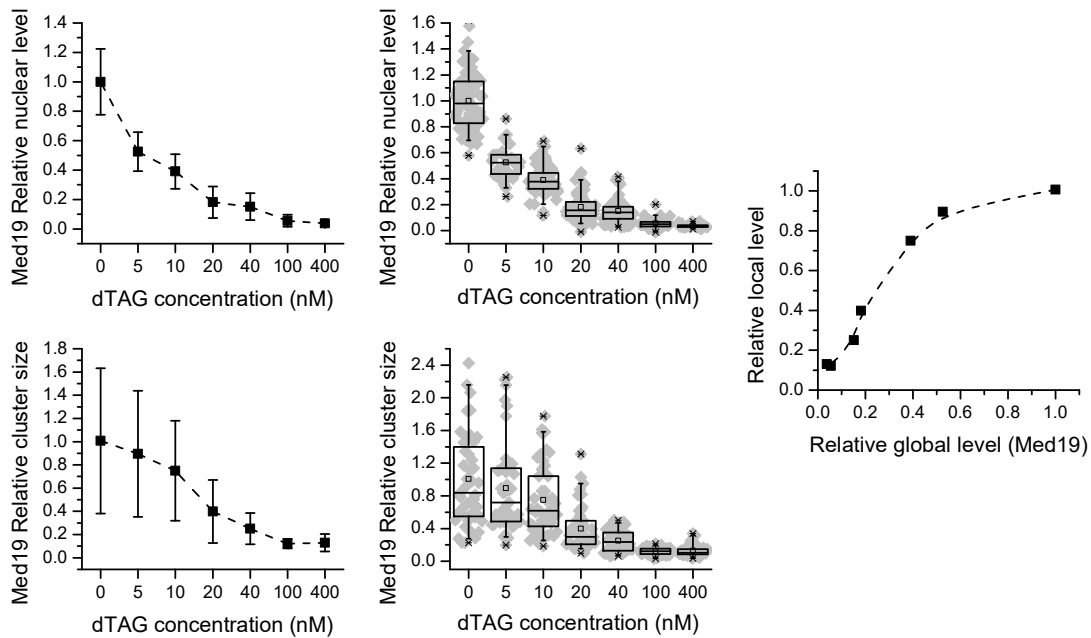 Med19 Relative nuclear level
1.4
1.2
1.0
0.8
0.6
0.4
0.2
0.0
0 5 10 20 40 100 400
dTAG concentration (nM)
Med19 Relative nuclear level
1.6
1.4
1.2
1.0
0.8
0.6
0.4
0.2
0.0
0 5 10 20 40 100 400
dTAG concentration (nM)
Relative local level
1.0
0.8
0.6
0.4
0.2
0.0
0.0 0.2 0.4 0.6 0.8 1.0
Relative global level (Med19)
Med19 Relative cluster size
1.8
1.6
1.4
1.2
1.0
0.8
0.6
0.4
0.2
0.0
0 5 10 20 40 100 400
dTAG concentration (nM)
Med19 Relative cluster size
2.4
2.0
1.6
1.2
0.8
0.4
0.0
0 5 10 20 40 100 400
dTAG concentration (nM)